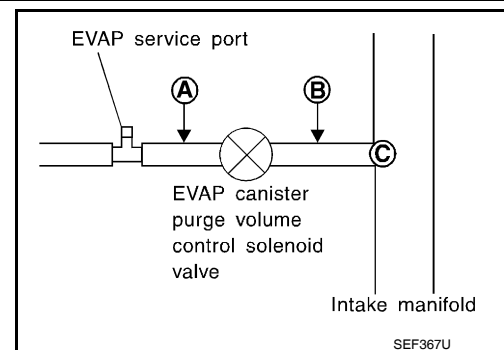 EVAP service port
A
B
C
EVAP canister
purge volume
control solenoid
valve
Intake manifold
SEF367U